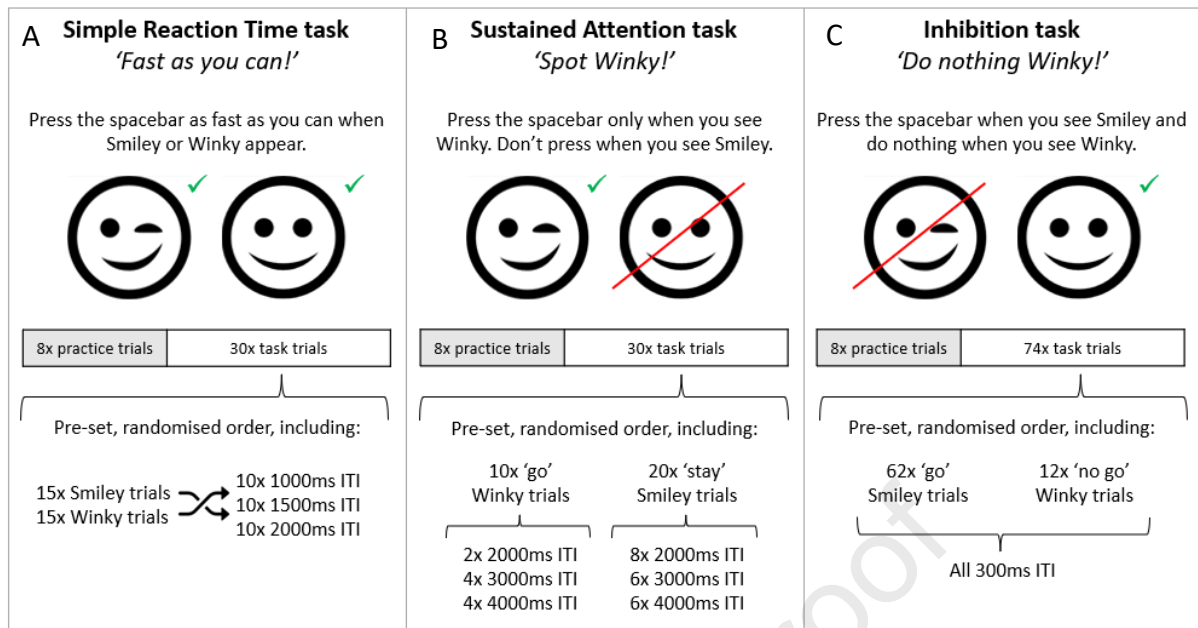 A
Simple Reaction Time task
‘Fast as you can!’
Press the spacebar as fast as you can when
Smiley or Winky appear.
8x practice trials
30x task trials
Pre-set, randomised order, including:
15x Smiley trials
15x Winky trials
10x 1000ms ITI
10x 1500ms ITI
10x 2000ms ITI
B
Sustained Attention task
‘Spot Winky!’
Press the spacebar only when you see
Winky. Don’t press when you see Smiley.
8x practice trials
30x task trials
Pre-set, randomised order, including:
10x ‘go’
Winky trials
2x 2000ms ITI
4x 3000ms ITI
4x 4000ms ITI
20x ‘stay’
Smiley trials
8x 2000ms ITI
6x 3000ms ITI
6x 4000ms ITI
C
Inhibition task
‘Do nothing Winky!’
Press the spacebar when you see Smiley and
do nothing when you see Winky.
8x practice trials
74x task trials
Pre-set, randomised order, including:
62x ‘go’
Smiley trials
12x ‘no go’
Winky trials
All 300ms ITI
roof